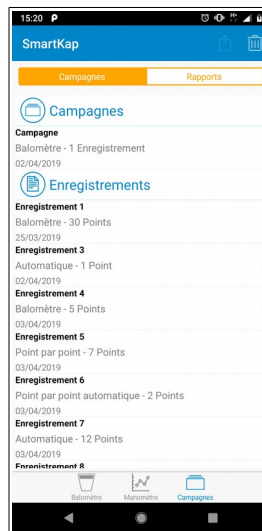 15:20
SmartKap
Campagnes
Rapports
Campagnes
Campagne
Balomètre - 1 Enregistrement
02/04/2019
Enregistrements
Enregistrement 1
Balomètre - 30 Points
25/03/2019
Enregistrement 3
Automatique - 1 Point
02/04/2019
Enregistrement 4
Balomètre - 5 Points
03/04/2019
Enregistrement 5
Point par point - 7 Points
03/04/2019
Enregistrement 6
Point par point automatique - 2 Points
03/04/2019
Enregistrement 7
Automatique - 12 Points
03/04/2019
Enregistrement 8
Balomètre
Manomètre
Campagnes